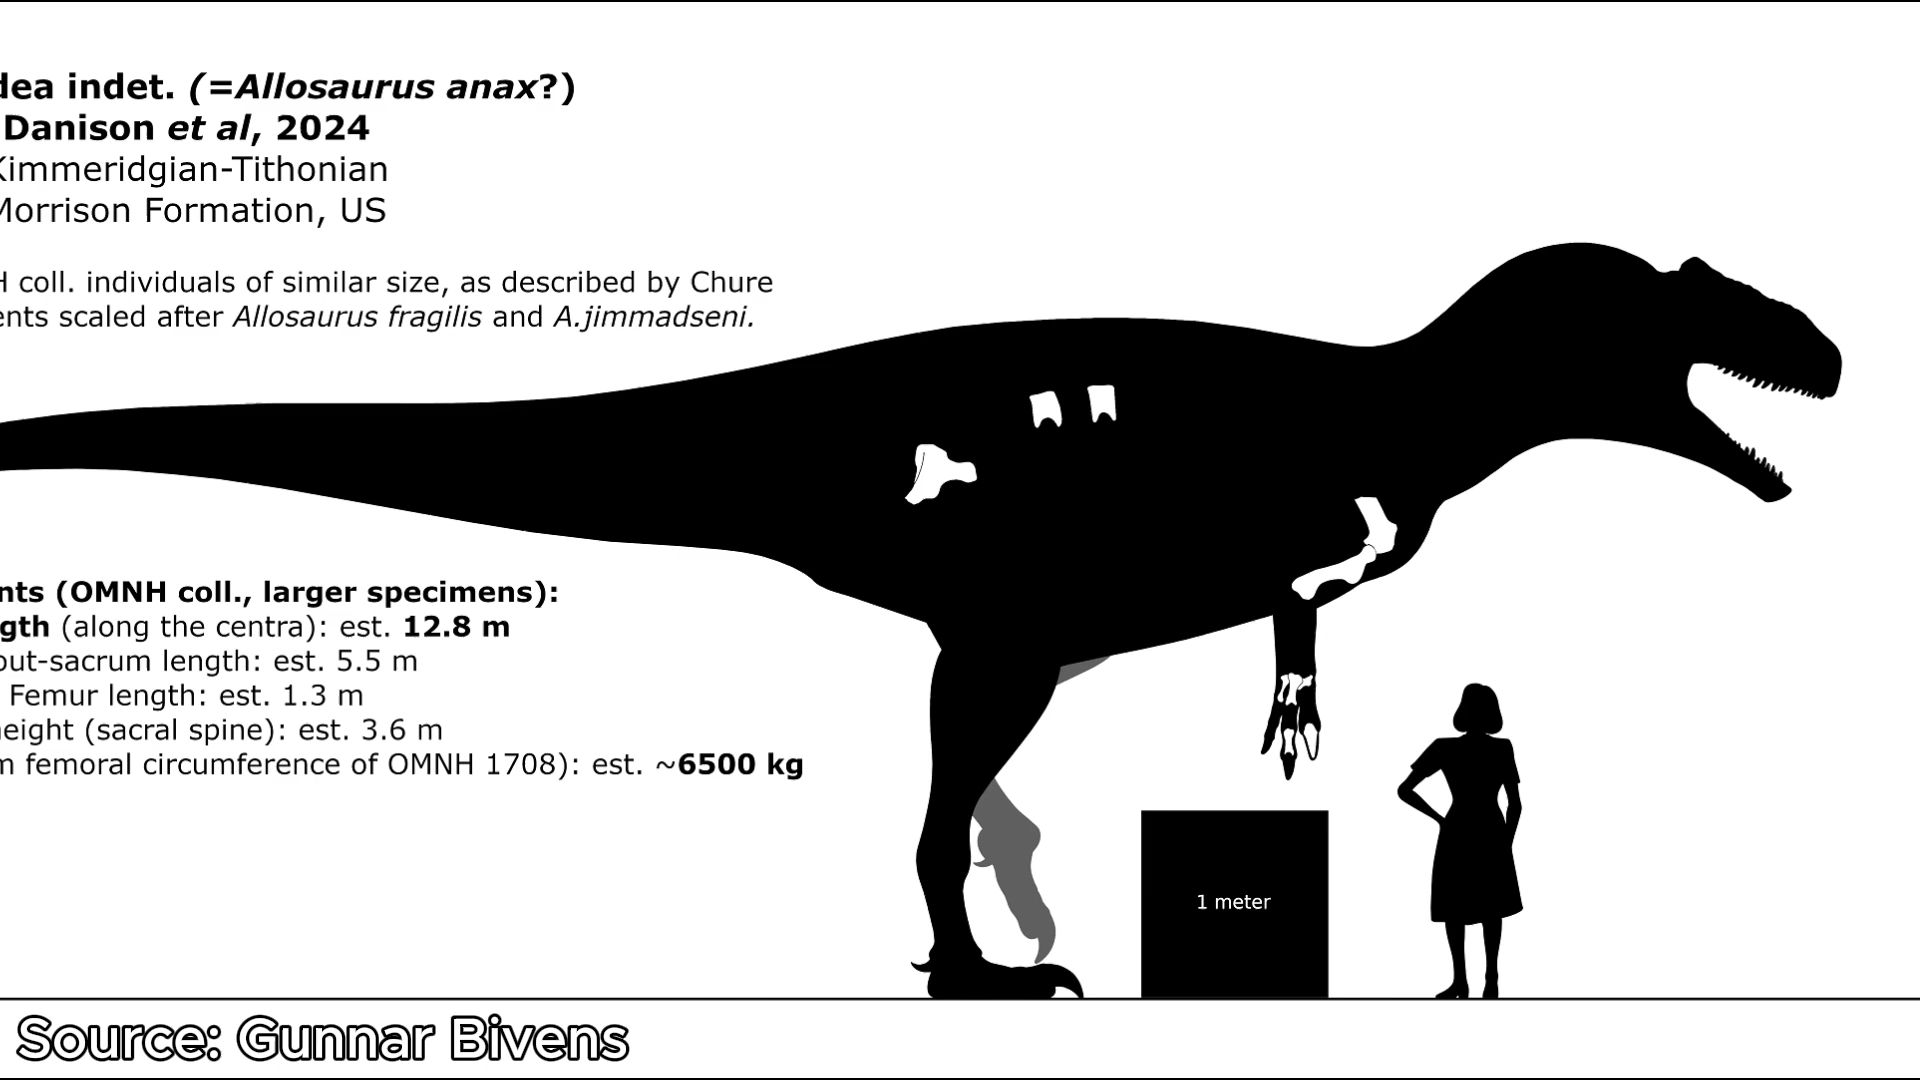 dea indet. (=Allosaurus anax?)
Danison et al, 2024
Kimmeridgian-Tithonian
Morrison Formation, US
H coll. individuals of similar size, as described by Chure
ents scaled after Allosaurus fragilis and A.jimmadseni.
nts (OMNH coll., larger specimens):
gth (along the centra): est. 12.8 m
out-sacrum length: est. 5.5 m
Femur length: est. 1.3 m
eight (sacral spine): est. 3.6 m
m femoral circumference of OMNH 1708): est. ~6500 kg
1 meter
Source: Gunnar Bivens